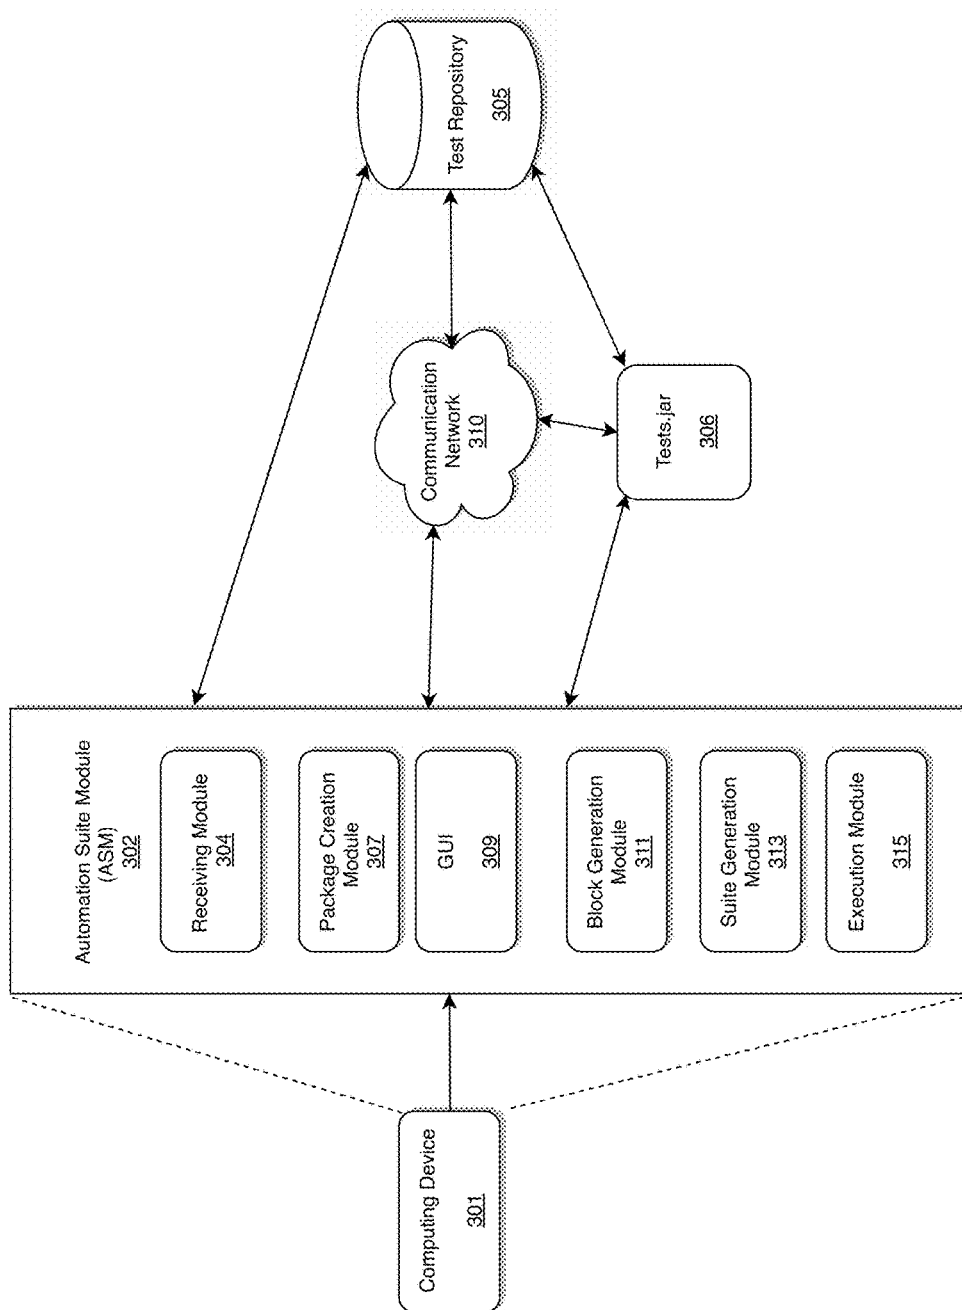 Computing Device
301
Automation Suite Module
(ASM)
302
Receiving Module
304
Package Creation
Module
307
GUI
309
Block Generation
Module
311
Suite Generation
Module
313
Execution Module
315
Communication
Network
310
Tests.jar
306
Test Repository
305